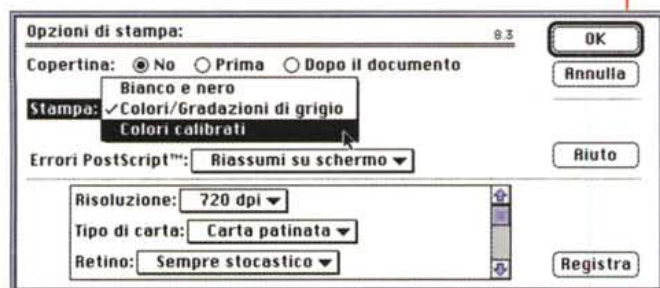 Opzioni di stampa: 8.3 OK
Copertina: No Prima Dopo il documento Annulla
Bianco e nero
Stampa: ✓Colori/Gradazioni di grigio
Colori calibrati
Errori PostScript™: Riassumi su schermo Aiuto
Risoluzione: 720 dpi
Tipo di carta: Carta patinata
Retino: Sempre stocastico Registra